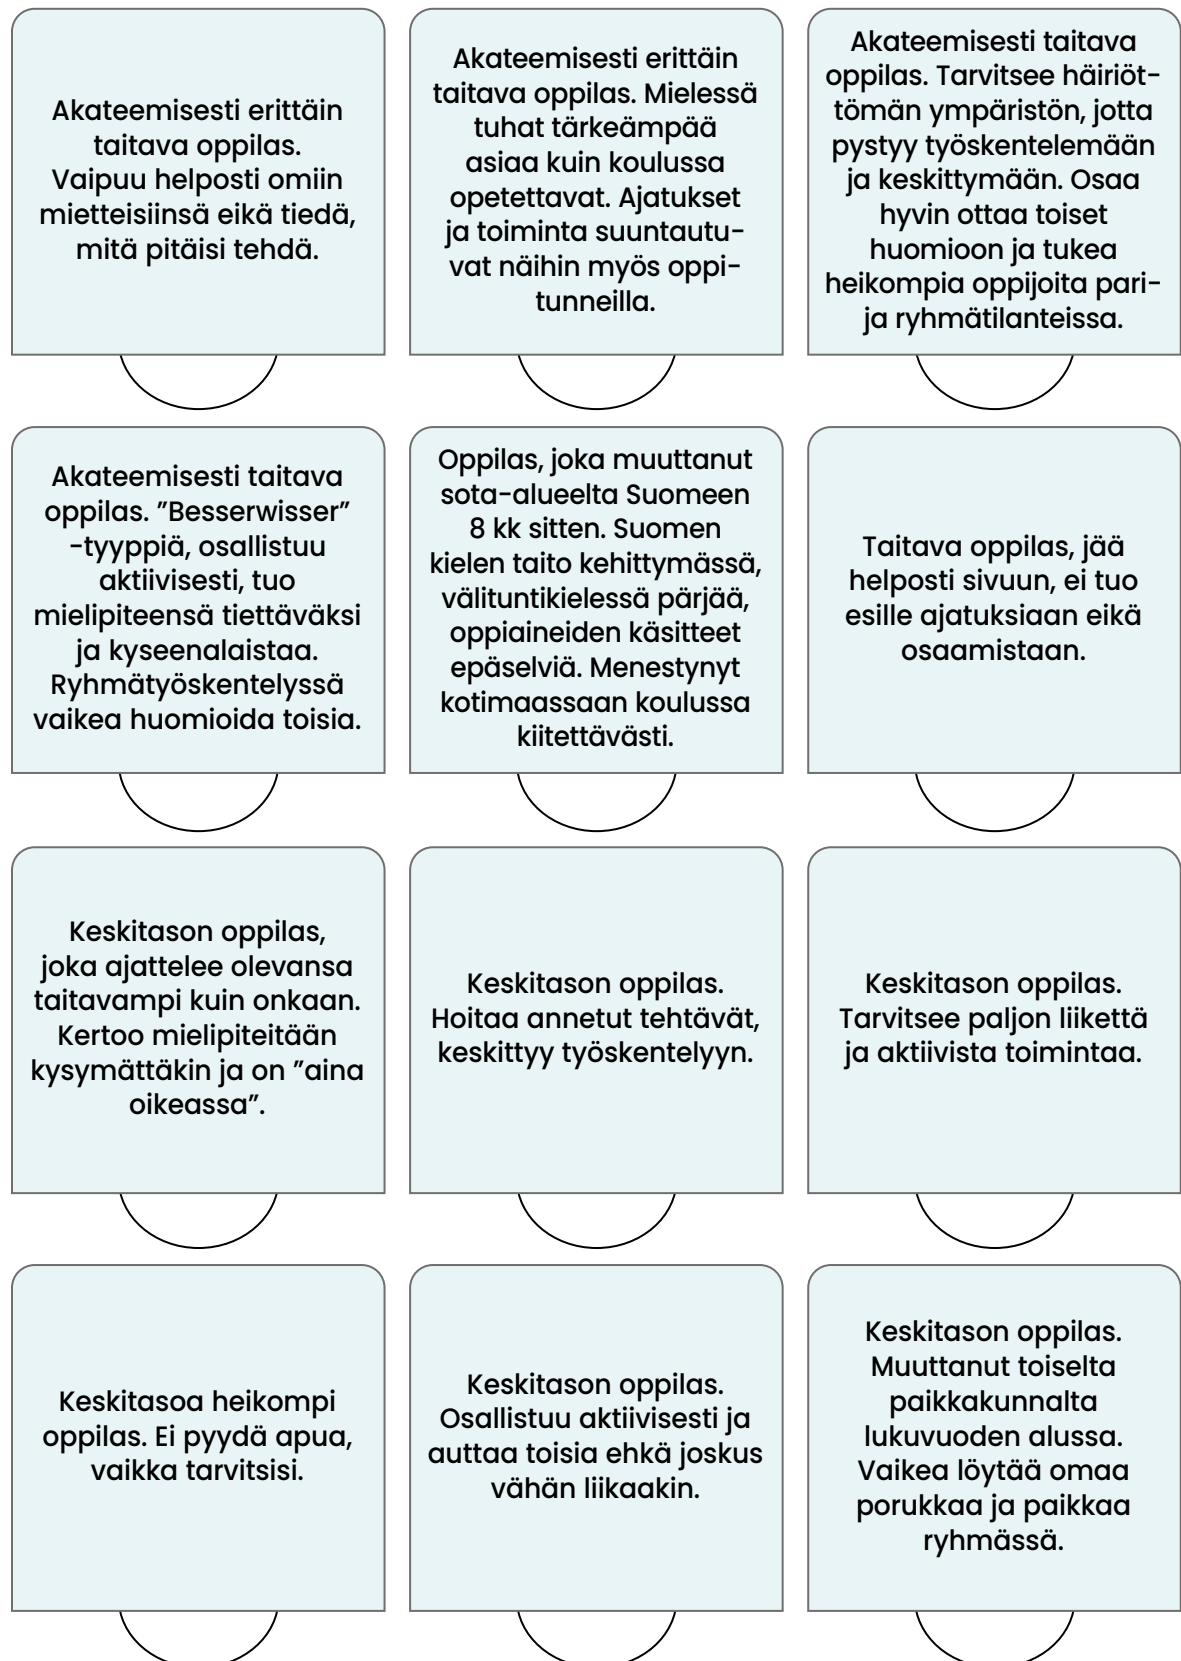 Akateemisesti erittäin
taitava oppilas.
Vaipuu helposti omiin
mietteisiinsä eikä tiedä,
mitä pitäisi tehdä.
Akateemisesti erittäin
taitava oppilas. Mielessä
tuhat tärkeämpää
asiaa kuin koulussa
opetettavat. Ajatukset
ja toiminta suuntautu-
vat näihin myös oppi-
tunneilla.
Akateemisesti taitava
oppilas. Tarvitsee häiriöt-
tömän ympäristön, jotta
pystyy työskentelemään
ja keskittymään. Osaa
hyvin ottaa toiset
huomioon ja tukea
heikompia oppijoita pari-
ja ryhmätilanteissa.
Akateemisesti taitava
oppilas. ”Besserwisser”
-tyyppiä, osallistuu
aktiivisesti, tuo
mielipiteensä tiettäväksi
ja kyseenalaistaa.
Ryhmätyöskentelyssä
vaikea huomioida toisia.
Oppilas, joka muuttanut
sota-alueelta Suomeen
8 kk sitten. Suomen
kielen taito kehittymässä,
välituntikielessä pärjää,
oppiaineiden käsitteet
epäselviä. Menestynyt
kotimaassaan koulussa
kiitettävästi.
Taitava oppilas, jää
helposti sivuun, ei tuo
esille ajatuksiaan eikä
osaamistaan.
Keskitason oppilas,
joka ajattelee olevansa
taitavampi kuin onkaan.
Kertoo mielipiteitään
kysymättäkin ja on ”aina
oikeassa”.
Keskitason oppilas.
Hoitaa annetut tehtävät,
keskittyy työskentelyyn.
Keskitason oppilas.
Tarvitsee paljon liikettä
ja aktiivista toimintaa.
Keskitasoa heikompi
oppilas. Ei pyydä apua,
vaikka tarvitsisi.
Keskitason oppilas.
Osallistuu aktiivisesti ja
auttaa toisia ehkä joskus
vähän liikaakin.
Keskitason oppilas.
Muuttanut toiselta
paikkakunnalta
lukuvuoden alussa.
Vaikea löytää omaa
porukkaa ja paikkaa
ryhmässä.